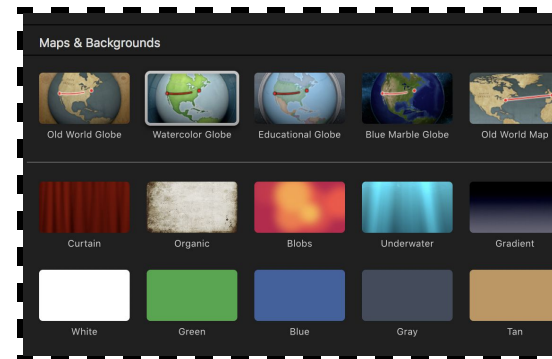 Maps & Backgrounds
Old World Globe Watercolor Globe Educational Globe Blue Marble Globe Old World Map
Curtain Organic Blobs Underwater Gradient
White Green Blue Gray Tan